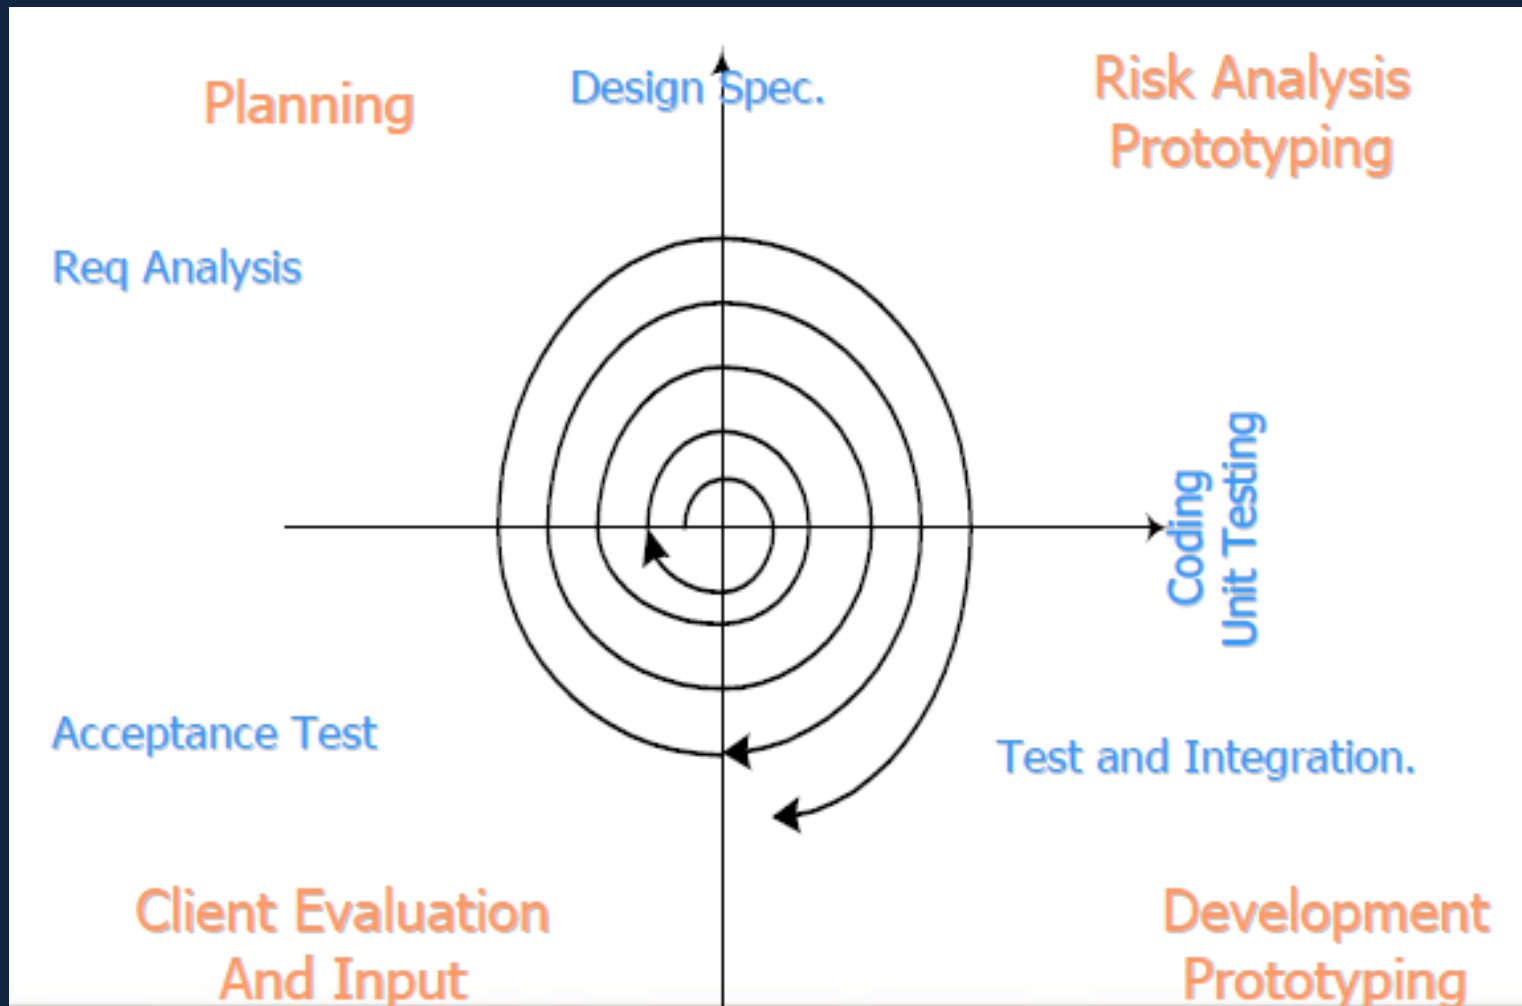 Planning
Design Spec.
Risk Analysis
Prototyping
Req Analysis
Coding
Unit Testing
Acceptance Test
Test and Integration.
Client Evaluation
And Input
Development
Prototyping